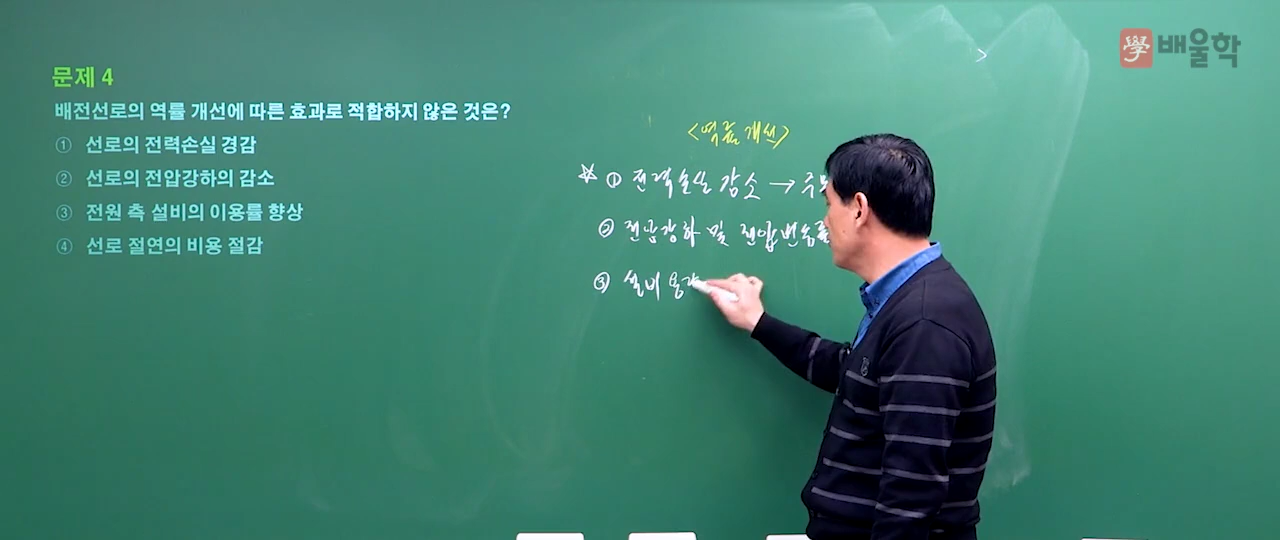 學 배울학
문제 4
배전선로의 역률 개선에 따른 효과로 적합하지 않은 것은?
① 선로의 전력손실 경감
② 선로의 전압강하의 감소
③ 전원 측 설비의 이용률 향상
④ 선로 절연의 비용 절감
<역률 개선>
☆ ① 전력손실 감소 →
② 전압강하 및 전압변동률
③ 설비 용